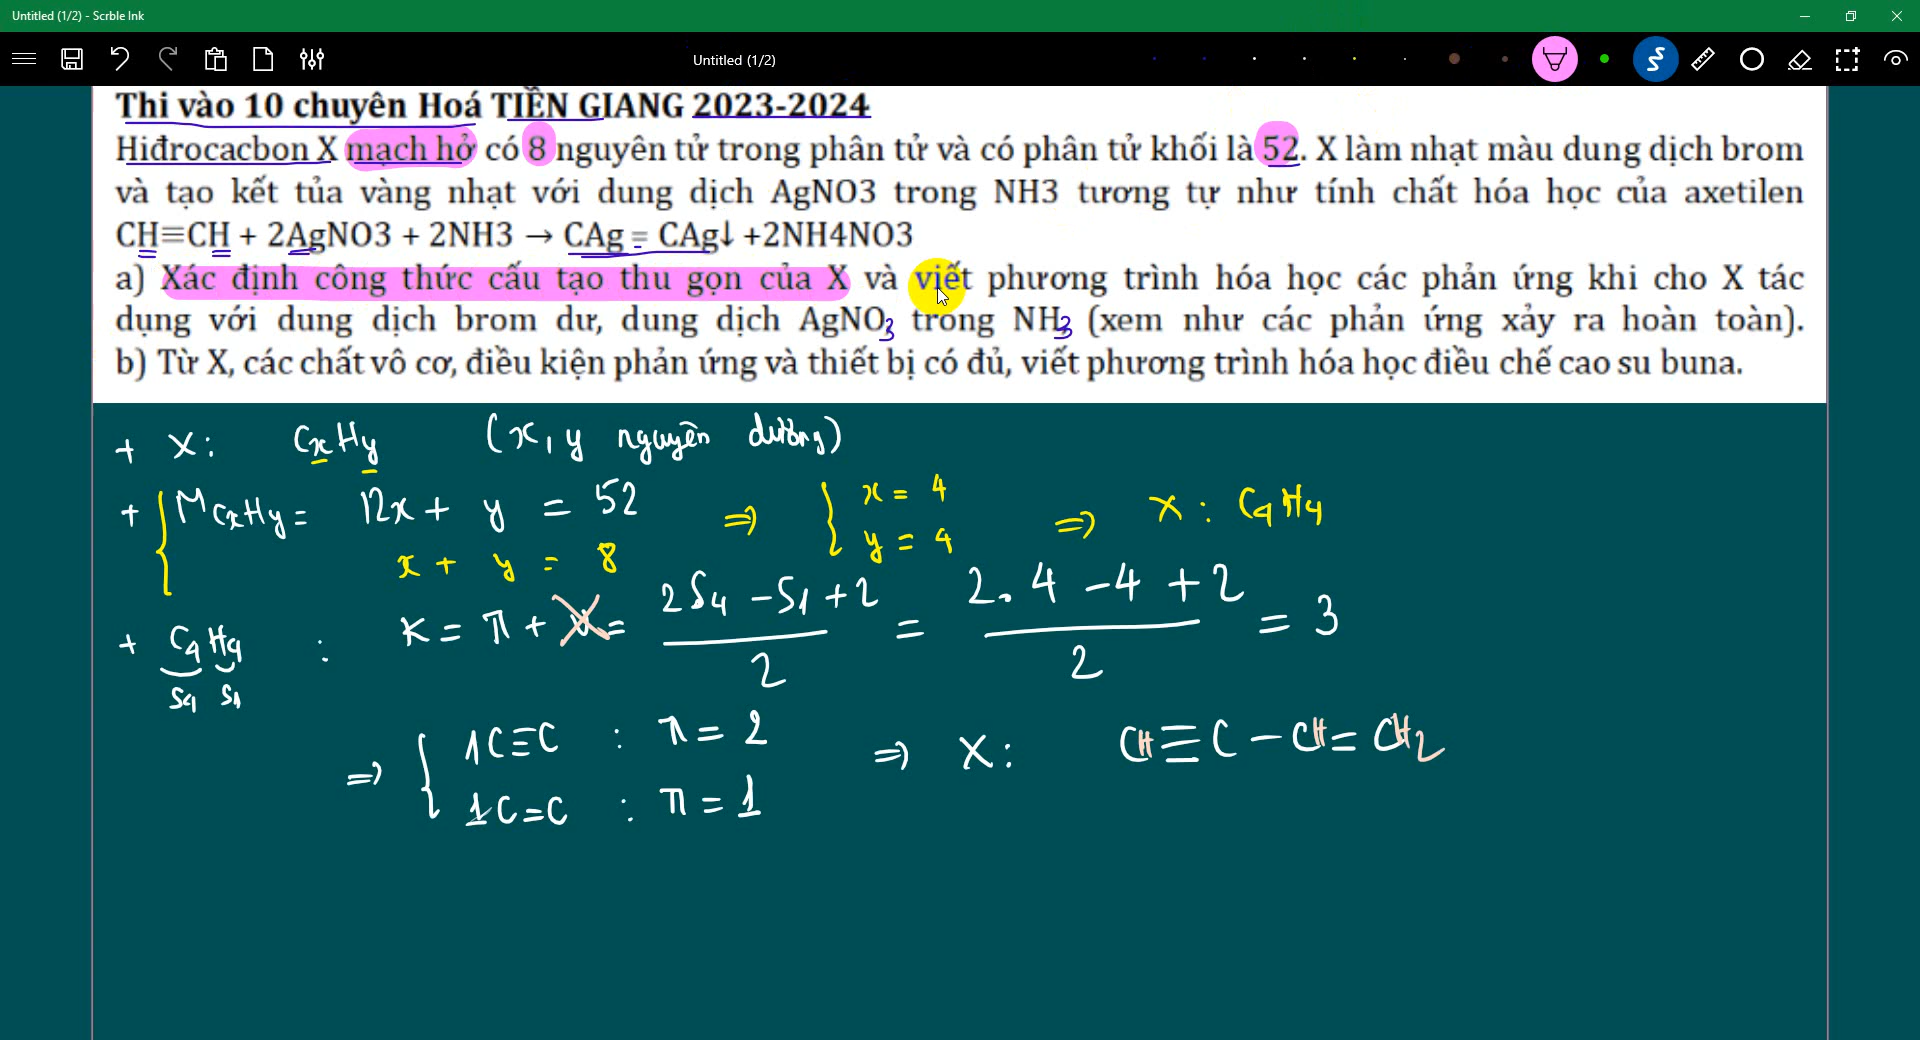 Untitled (1/2) - Scrble Ink
Untitled (1/2)
Thi vào 10 chuyên Hoá TIỀN GIANG 2023-2024
Hiđrocacbon X mạch hở có 8 nguyên tử trong phân tử và có phân tử khối là 52. X làm nhạt màu dung dịch brom
và tạo kết tủa vàng nhạt với dung dịch AgNO3 trong NH3 tương tự như tính chất hóa học của axetilen
CH≡CH + 2AgNO3 + 2NH3 → CAg = CAg↓ +2NH4NO3
a) Xác định công thức cấu tạo thu gọn của X và viết phương trình hóa học các phản ứng khi cho X tác
dụng với dung dịch brom dư, dung dịch AgNO3 trong NH3 (xem như các phản ứng xảy ra hoàn toàn).
b) Từ X, các chất vô cơ, điều kiện phản ứng và thiết bị có đủ, viết phương trình hóa học điều chế cao su buna.
+ X: CxHy (x, y nguyên dương)
+ { M CxHy = 12x + y = 52 ⇒ { x = 4 ⇒ X : C4H4
x + y = 8 y = 4
+ C4H4 : K = π + V = (2S4 - S1 + 2)/2 = (2. 4 - 4 + 2)/2 = 3
S4 S1
⇒ { 1C≡C : π = 2 ⇒ X: CH≡C-CH=CH2
1C=C : π = 1